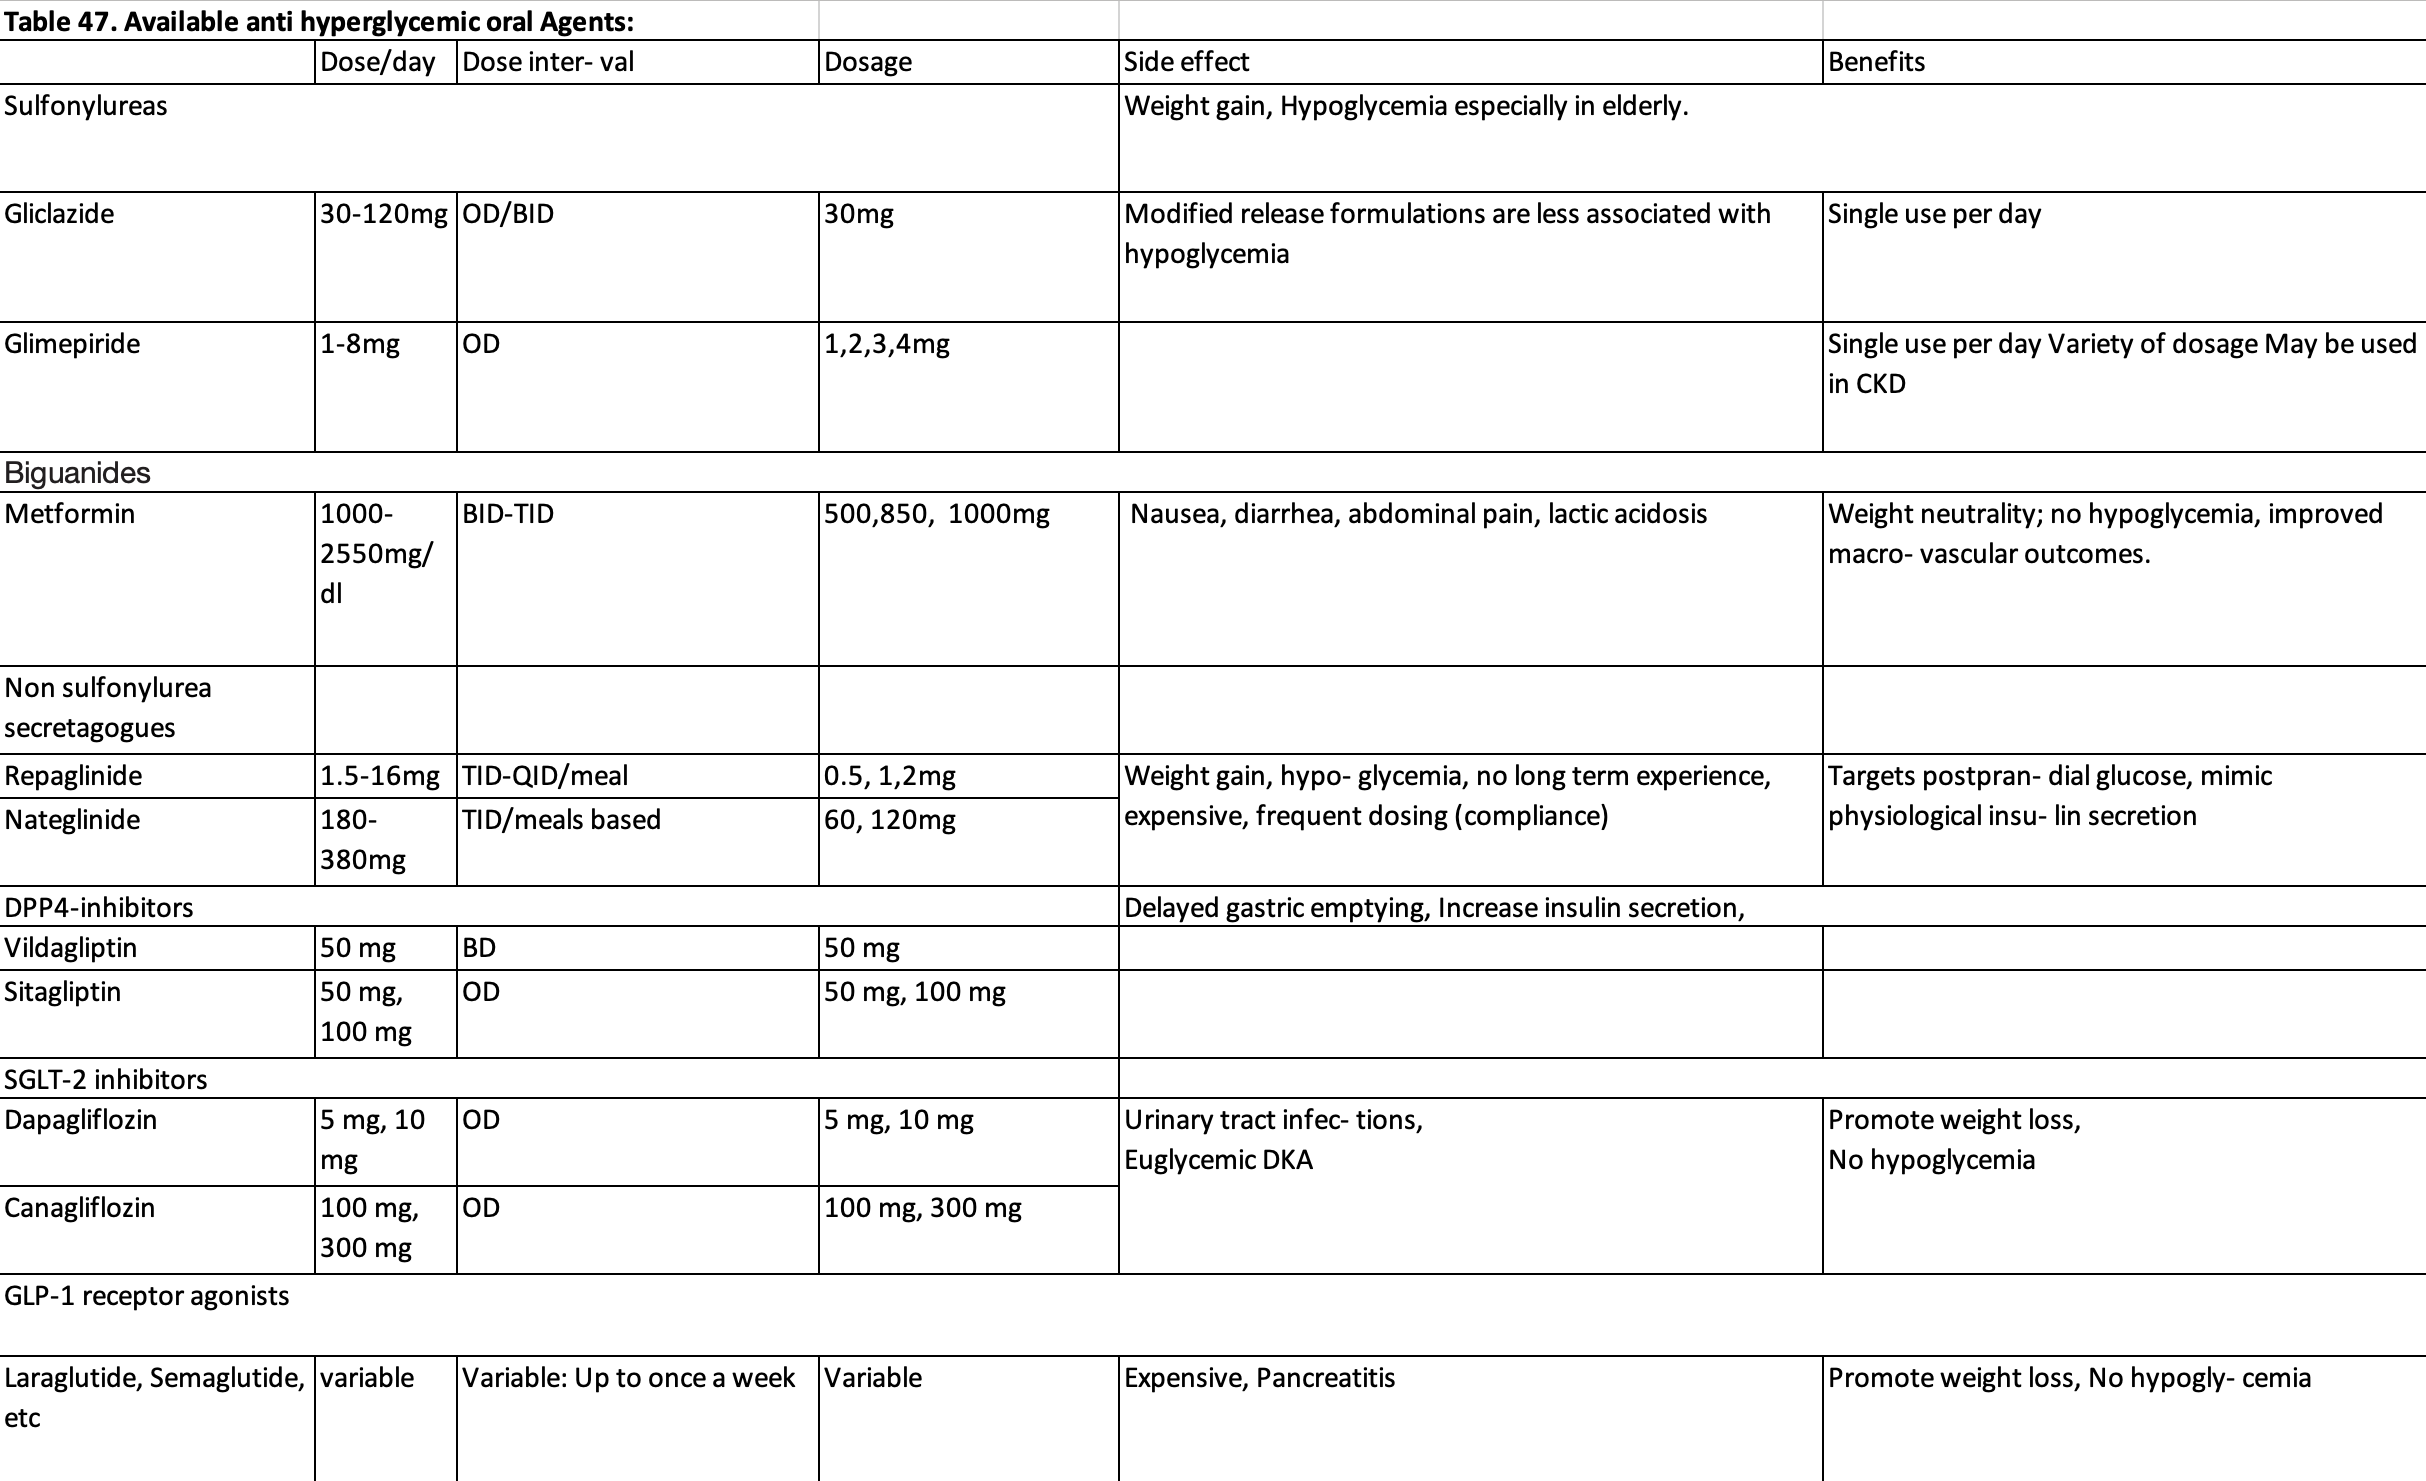 Table 47. Available anti hyperglycemic oral Agents:
Dose/day Dose inter- val Dosage Side effect Benefits
Sulfonylureas Weight gain, Hypoglycemia especially in elderly.
Gliclazide 30-120mg OD/BID 30mg Modified release formulations are less associated with Single use per day
hypoglycemia
Glimepiride 1-8mg OD 1,2,3,4mg Single use per day Variety of dosage May be used
in CKD
Biguanides
Metformin 1000- BID-TID 500,850, 1000mg Nausea, diarrhea, abdominal pain, lactic acidosis Weight neutrality; no hypoglycemia, improved
2550mg/ macro- vascular outcomes.
dl
Non sulfonylurea
secretagogues
Repaglinide 1.5-16mg TID-QID/meal 0.5, 1,2mg Weight gain, hypo- glycemia, no long term experience, Targets postpran- dial glucose, mimic
Nateglinide 180- TID/meals based 60, 120mg expensive, frequent dosing (compliance) physiological insu- lin secretion
380mg
DPP4-inhibitors Delayed gastric emptying, Increase insulin secretion,
Vildagliptin 50 mg BD 50 mg
Sitagliptin 50 mg, OD 50 mg, 100 mg
100 mg
SGLT-2 inhibitors
Dapagliflozin 5 mg, 10 OD 5 mg, 10 mg Urinary tract infec- tions, Promote weight loss,
mg Euglycemic DKA No hypoglycemia
Canagliflozin 100 mg, OD 100 mg, 300 mg
300 mg
GLP-1 receptor agonists
Laraglutide, Semaglutide, variable Variable: Up to once a week Variable Expensive, Pancreatitis Promote weight loss, No hypogly- cemia
etc